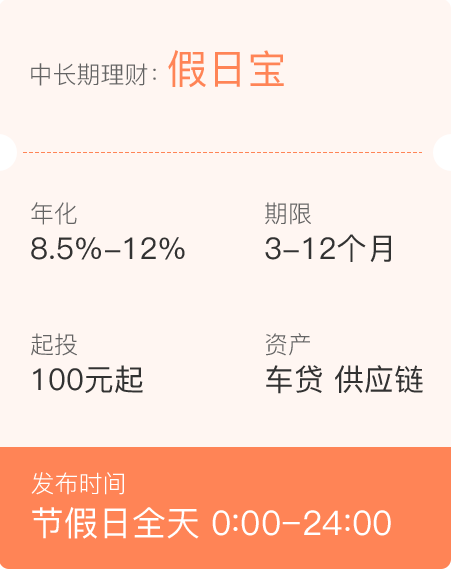 中长期理财：假日宝
年化 期限
8.5%-12% 3-12个月
起投 资产
100元起 车贷 供应链
发布时间
节假日全天 0:00-24:00